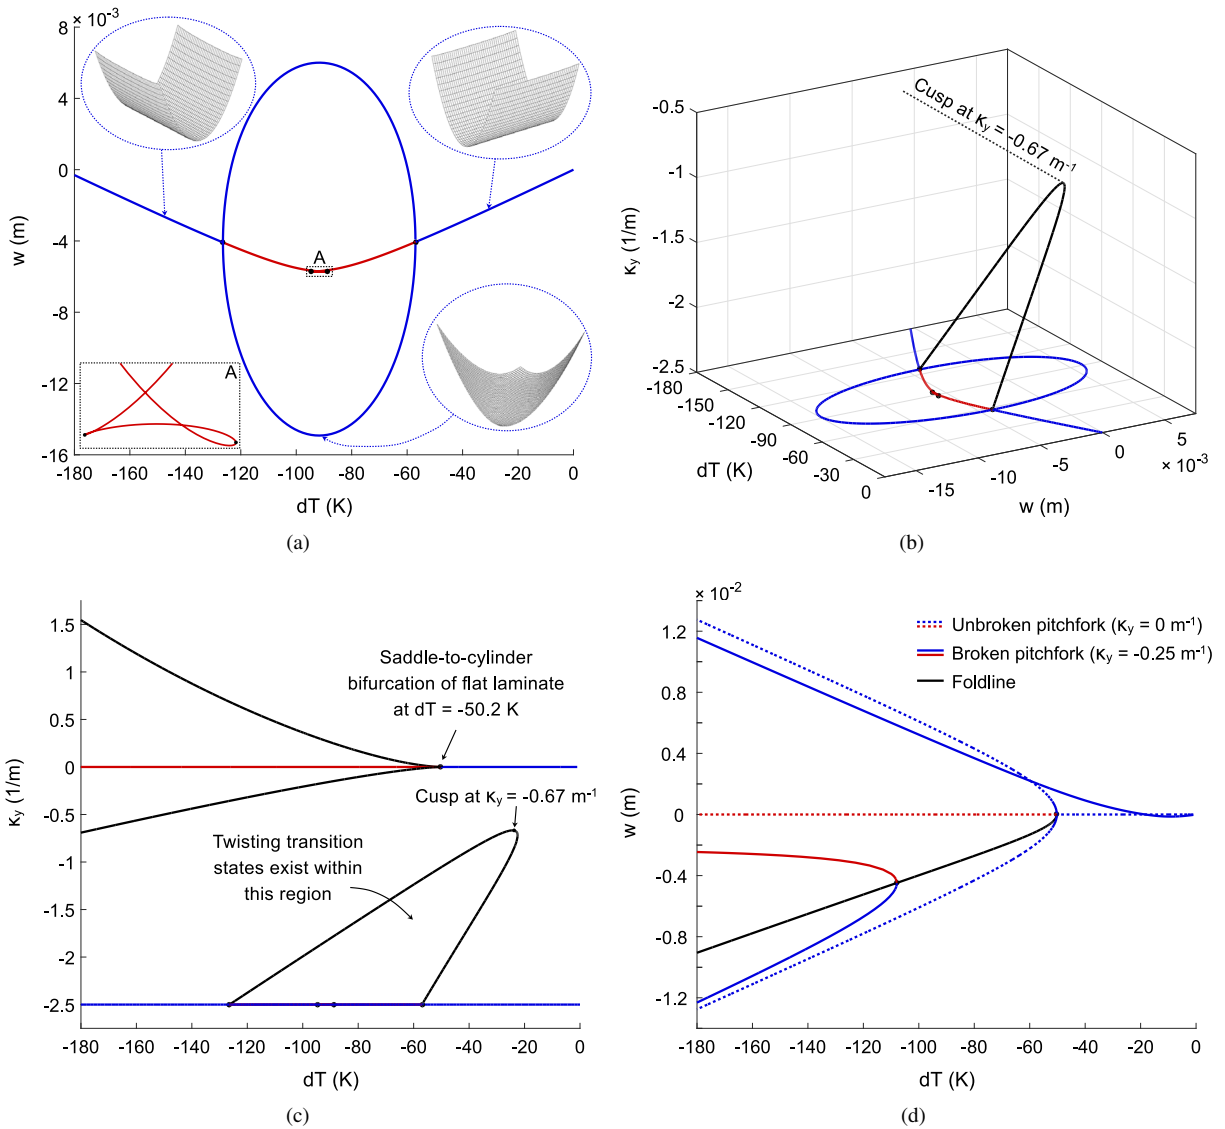 × 10⁻³
8
4
0
-4
-8
-12
-16
w (m)
A
A
-180
-160
-140
-120
-100
-80
-60
-40
-20
0
dT (K)
(a)
-0.5
-1
-1.5
-2
-2.5
κy (1/m)
Cusp at κy = -0.67 m⁻¹
-180
-150
-120
-90
-60
-30
0
dT (K)
-15
-10
-5
0
5
× 10⁻³
w (m)
(b)
1.5
1
0.5
0
-0.5
-1
-1.5
-2
-2.5
κy (1/m)
Saddle-to-cylinder
bifurcation of flat laminate
at dT = -50.2 K
Cusp at κy = -0.67 m⁻¹
Twisting transition
states exist within
this region
-180
-160
-140
-120
-100
-80
-60
-40
-20
0
dT (K)
(c)
× 10⁻²
1.2
0.4
0
-0.4
-0.8
-1.2
w (m)
Unbroken pitchfork (κy = 0 m⁻¹)
Broken pitchfork (κy = -0.25 m⁻¹)
Foldline
-180
-160
-140
-120
-100
-80
-60
-40
-20
0
dT (K)
(d)